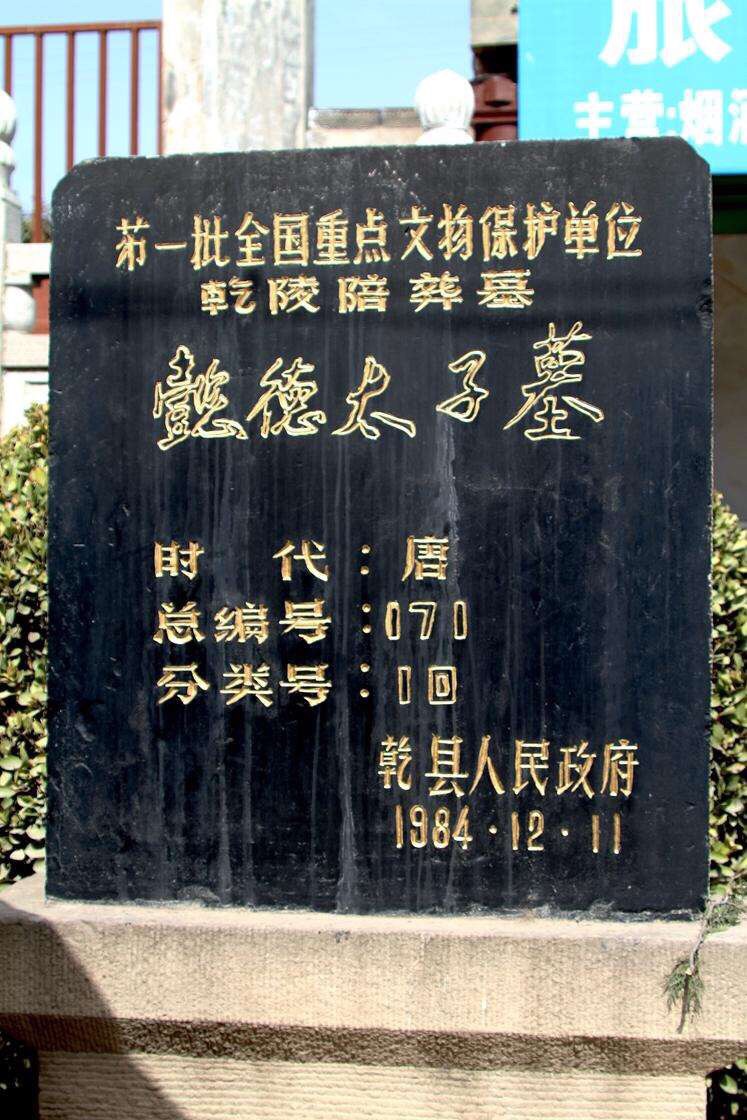 旅
主营:烟酒
第一批全国重点文物保护单位
乾陵陪葬墓
懿德太子墓
时 代:唐
总编号:171
分类号:10
乾县人民政府
1984·12·11